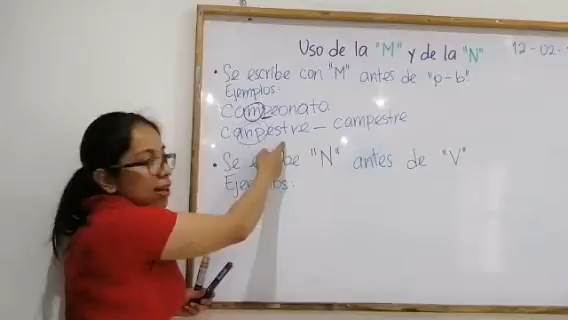 Uso de la "M" y de la "N" 12-02-
• Se escribe con "M" antes de "p-b"
Ejemplos:
Campeonato
Canpestre – campestre
• Se "N" antes de "V"